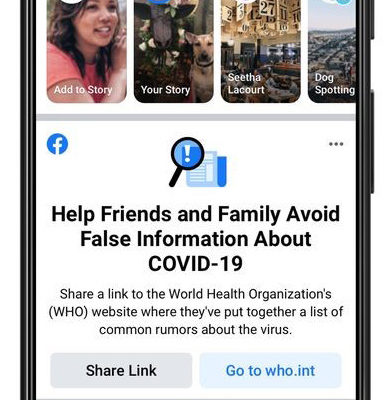 Add to Story
Your Story
Seetha
Lacourt
Dog
Spotting
Help Friends and Family Avoid
False Information About
COVID-19
Share a link to the World Health Organization's
(WHO) website where they've put together a list of
common rumors about the virus.
Share Link
Go to who.int